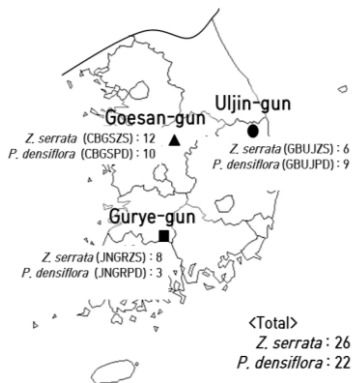 Goesan-gun
Z. serrata (CBGSZS) : 12
P. densiflora (CBGSPD) : 10
Uljin-gun
Z. serrata (GBUJZS) : 6
P. densiflora (GBUJPD) : 9
Gurye-gun
Z. serrata (JNGRZS) : 8
P. densiflora (JNGRPD) : 3
<Total>
Z. serrata : 26
P. densiflora : 22